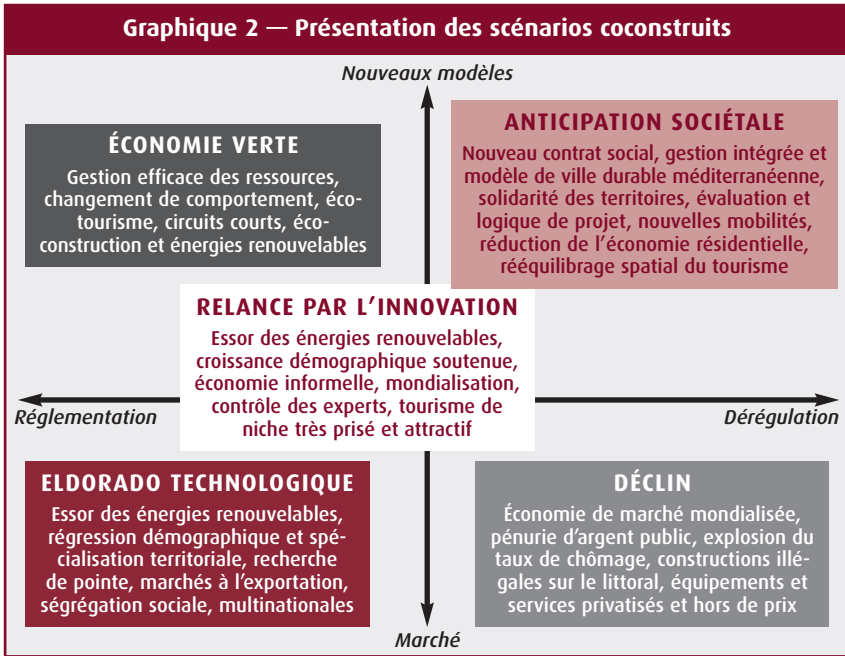 Graphique 2 — Présentation des scénarios coconstruits
Nouveaux modèles
ÉCONOMIE VERTE
Gestion efficace des ressources,
changement de comportement, éco-
tourisme, circuits courts, éco-
construction et énergies renouvelables
ANTICIPATION SOCIÉTALE
Nouveau contrat social, gestion intégrée et
modèle de ville durable méditerranéenne,
solidarité des territoires, évaluation et
logique de projet, nouvelles mobilités,
réduction de l’économie résidentielle,
rééquilibrage spatial du tourisme
RELANCE PAR L’INNOVATION
Essor des énergies renouvelables,
croissance démographique soutenue,
économie informelle, mondialisation,
contrôle des experts, tourisme de
niche très prisé et attractif
Réglementation
Dérégulation
ELDORADO TECHNOLOGIQUE
Essor des énergies renouvelables,
régression démographique et spé-
cialisation territoriale, recherche
de pointe, marchés à l’exportation,
ségrégation sociale, multinationales
DÉCLIN
Économie de marché mondialisée,
pénurie d’argent public, explosion du
taux de chômage, constructions illé-
gales sur le littoral, équipements et
services privatisés et hors de prix
Marché